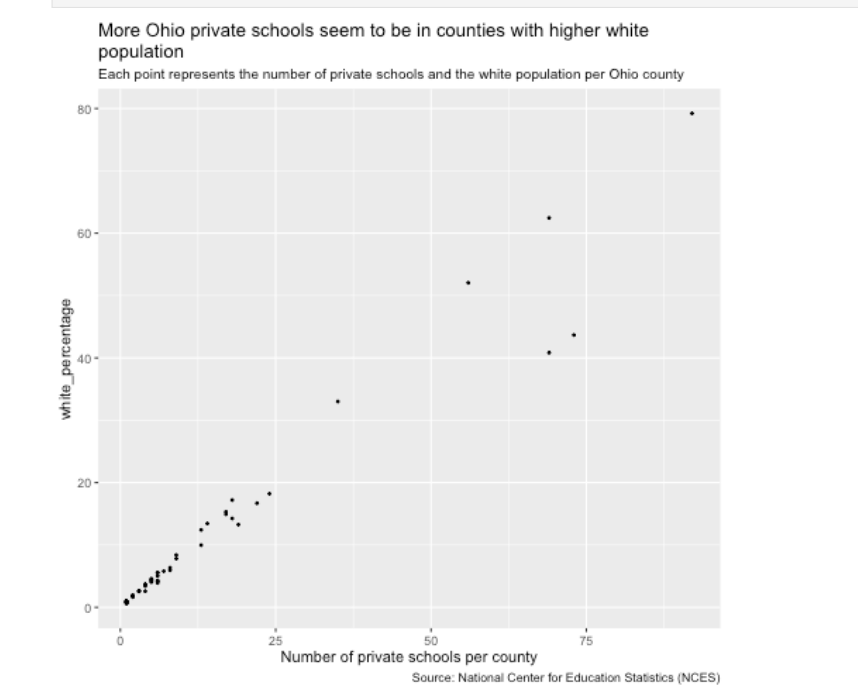 More Ohio private schools seem to be in counties with higher white
population
Each point represents the number of private schools and the white population per Ohio county
80
60
40
20
0
white_percentage
0 25 50 75
Number of private schools per county
Source: National Center for Education Statistics (NCES)